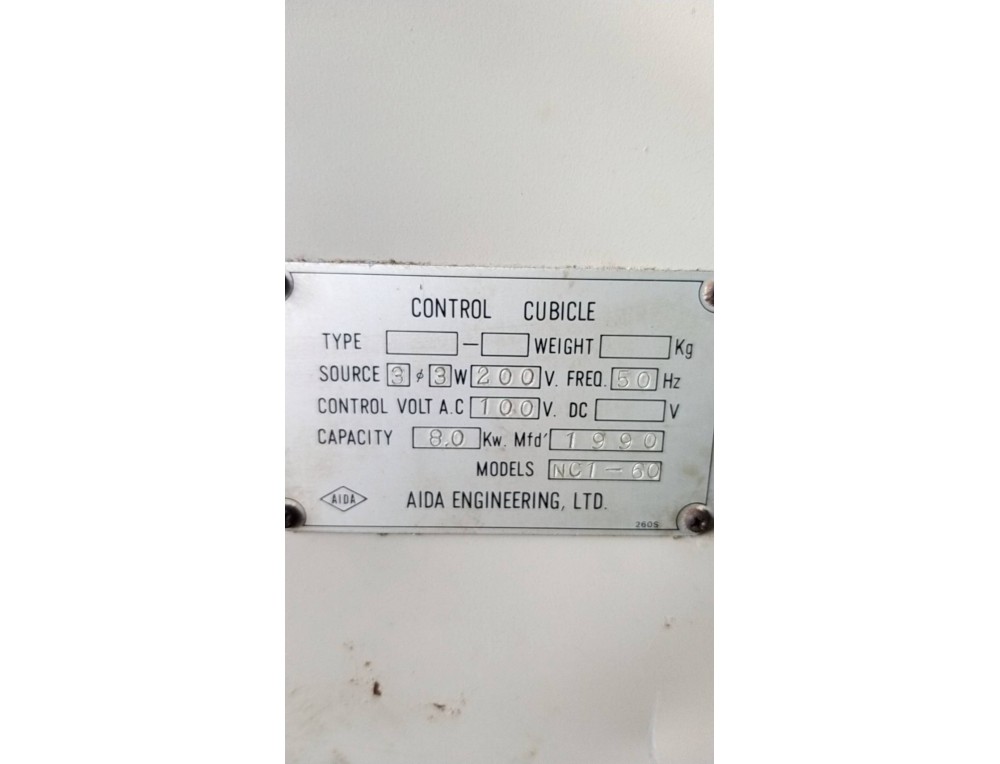 CONTROL CUBICLE
TYPE — WEIGHT Kg
SOURCE 3 ø 3 W 200 V. FREQ. 50 Hz
CONTROL VOLT A.C 100 V. DC V
CAPACITY 8.0 Kw. Mfd' 1990
MODELS NC1-60
AIDA AIDA ENGINEERING, LTD.
260S